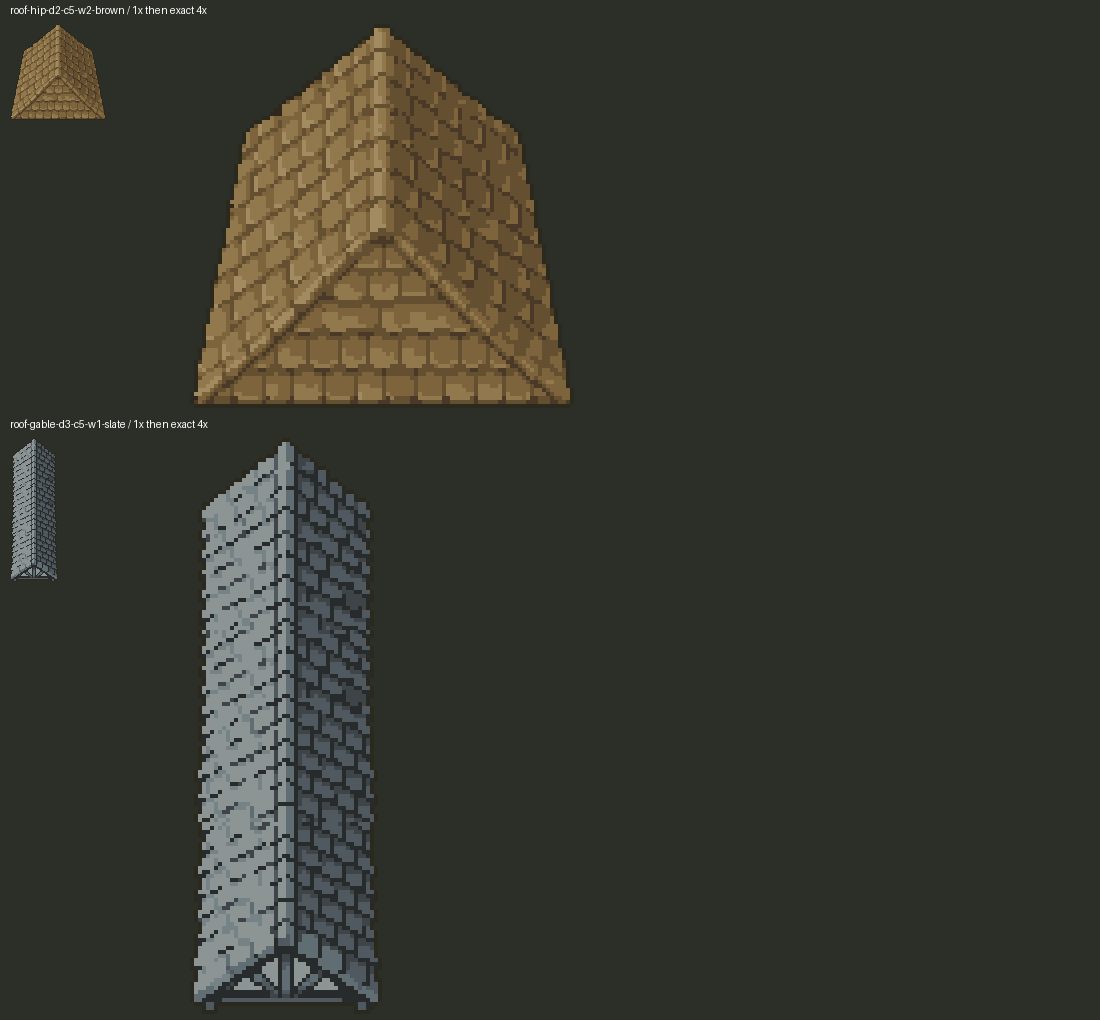 roof-hip-d2-c5-w2-brown / 1x then exact 4x
roof-gable-d3-c5-w1-slate / 1x then exact 4x